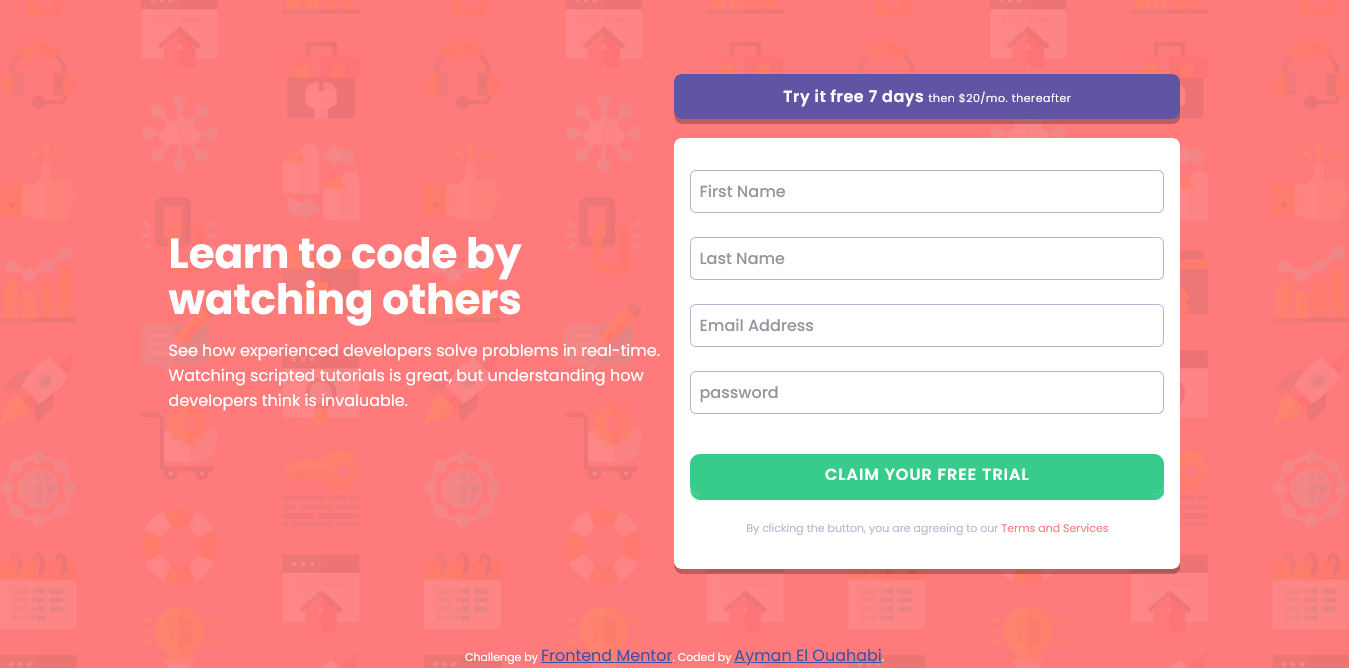 Learn to code by
watching others
See how experienced developers solve problems in real-time.
Watching scripted tutorials is great, but understanding how
developers think is invaluable.
Try it free 7 days then $20/mo. thereafter
First Name
Last Name
Email Address
password
CLAIM YOUR FREE TRIAL
By clicking the button, you are agreeing to our Terms and Services
Challenge by Frontend Mentor. Coded by Ayman El Ouahabi.